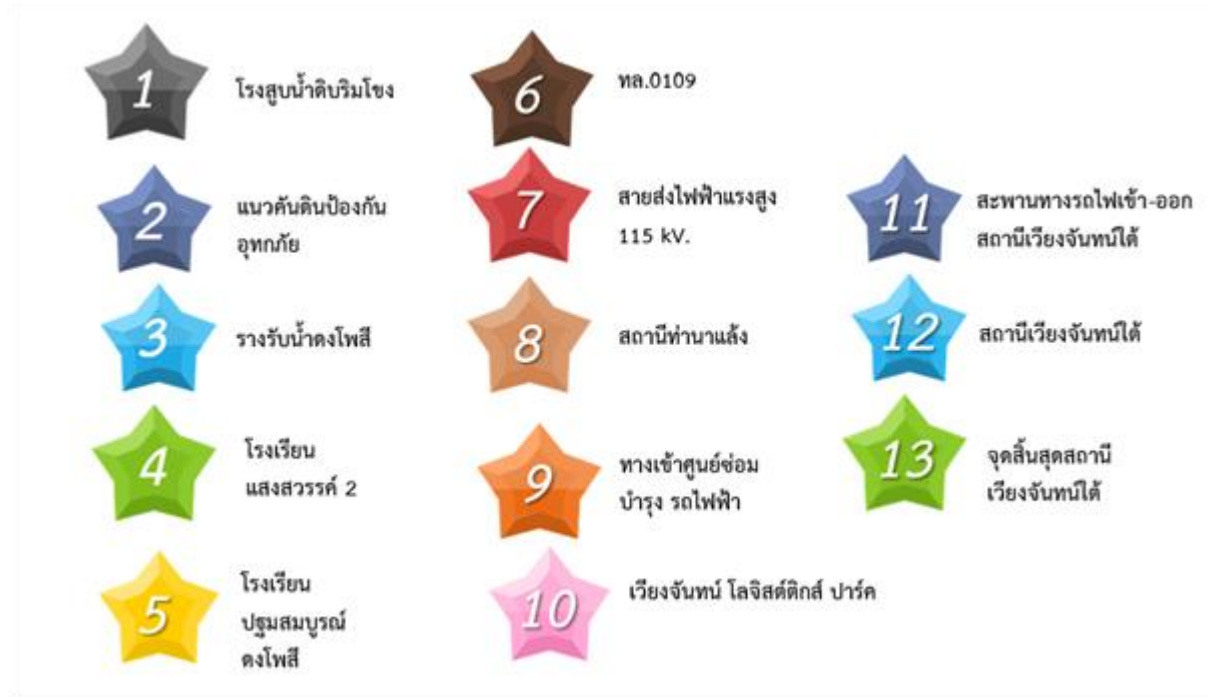 1
โรงสูบน้ำดิบริมโขง
2
แนวคันดินป้องกัน
อุทกภัย
3
รางรับน้ำดงโพสี
4
โรงเรียน
แสงสวรรค์ 2
5
โรงเรียน
ปฐมสมบูรณ์
ดงโพสี
6
ทล.0109
7
สายส่งไฟฟ้าแรงสูง
115 kV.
8
สถานีท่านาแล้ง
9
ทางเข้าศูนย์ซ่อม
บำรุง รถไฟฟ้า
10
เวียงจันทน์ โลจิสต์ติกส์ ปาร์ค
11
สะพานทางรถไฟเข้า-ออก
สถานีเวียงจันทน์ใต้
12
สถานีเวียงจันทน์ใต้
13
จุดสิ้นสุดสถานี
เวียงจันทน์ใต้